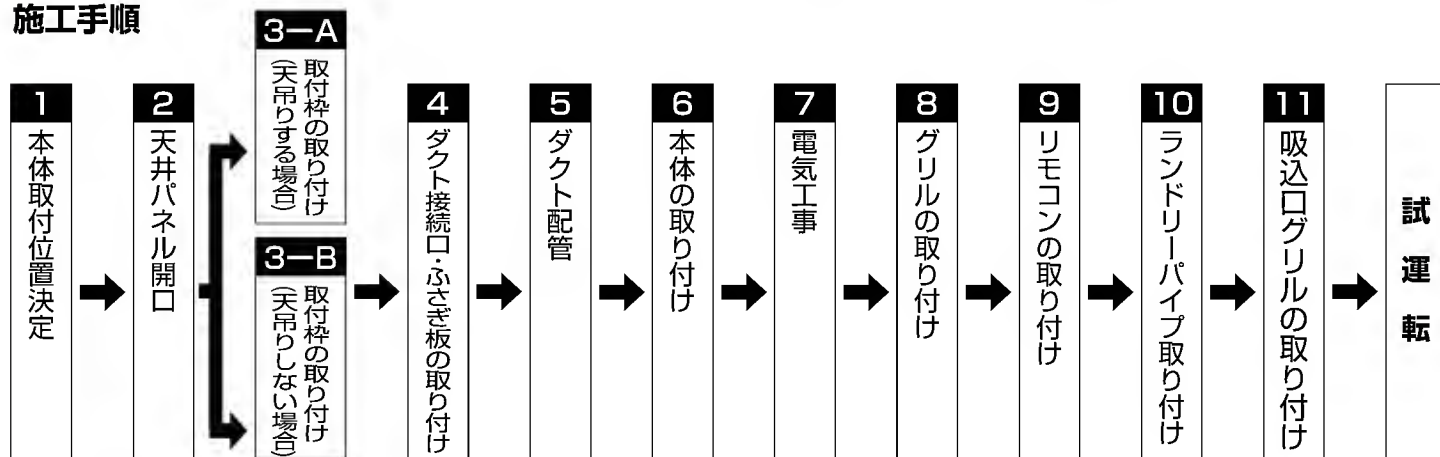 施工手順
1
本体取付位置決定
2
天井パネル開口
3−A
取付枠の取り付け
(天吊りする場合)
3−B
取付枠の取り付け
(天吊りしない場合)
4
ダクト接続口・ふさぎ板の取り付け
5
ダクト配管
6
本体の取り付け
7
電気工事
8
グリルの取り付け
9
リモコンの取り付け
10
ランドリーパイプ取り付け
11
吸込口グリルの取り付け
試運転